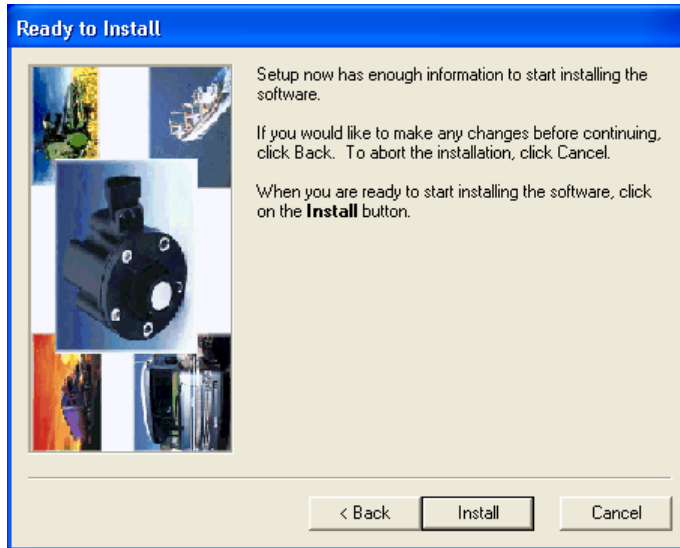 Ready to Install
Setup now has enough information to start installing the
software.
If you would like to make any changes before continuing,
click Back. To abort the installation, click Cancel.
When you are ready to start installing the software, click
on the Install button.
< Back
Install
Cancel